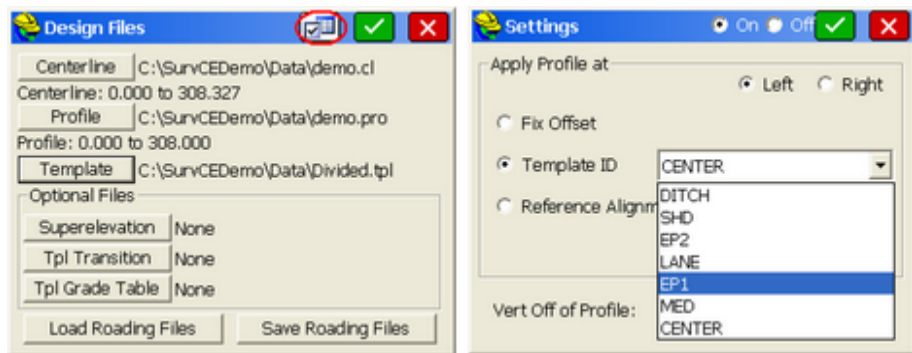 Design Files
Centerline C:\SurvCEDemo\Data\demo.cl
Centerline: 0.000 to 308.327
Profile C:\SurvCEDemo\Data\demo.pro
Profile: 0.000 to 308.000
Template C:\SurvCEDemo\Data\Divided.tpl
Optional Files
Superelevation None
Tpl Transition None
Tpl Grade Table None
Load Roading Files Save Roading Files
Settings On Off
Apply Profile at
Left Right
Fix Offset
Template ID CENTER
Reference Alignm
DITCH
SHD
EP2
LANE
EP1
MED
CENTER
Vert Off of Profile: